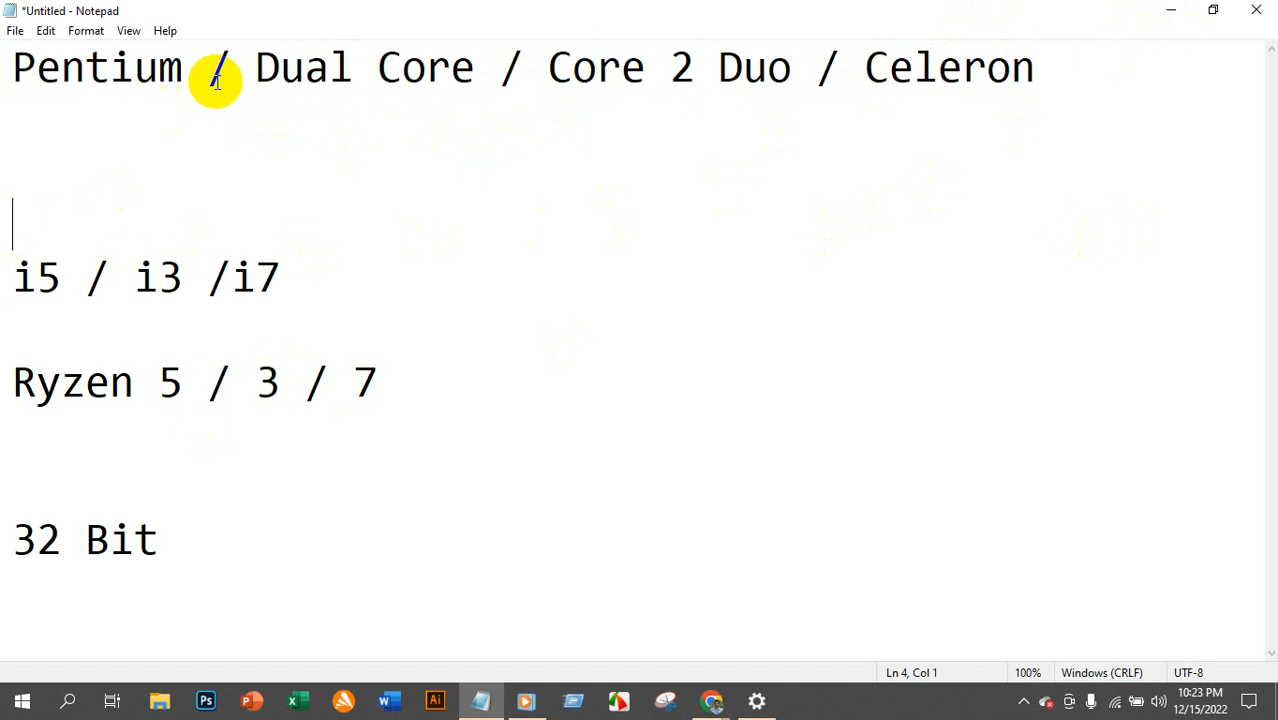 *Untitled - Notepad
File Edit Format View Help
Pentium / Dual Core / Core 2 Duo / Celeron
i5 / i3 /i7
Ryzen 5 / 3 / 7
32 Bit
Ln 4, Col 1 100% Windows (CRLF) UTF-8
Ps Ai
10:23 PM
12/15/2022